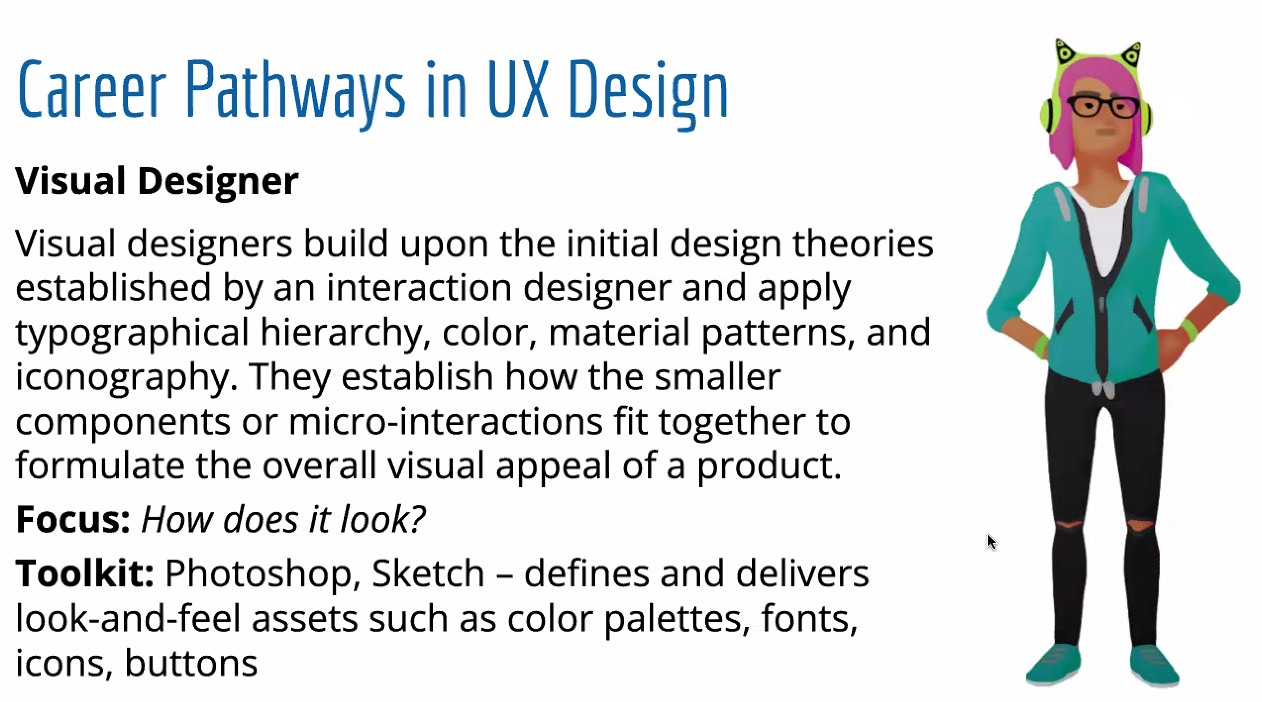 Career Pathways in UX Design
Visual Designer
Visual designers build upon the initial design theories
established by an interaction designer and apply
typographical hierarchy, color, material patterns, and
iconography. They establish how the smaller
components or micro-interactions fit together to
formulate the overall visual appeal of a product.
Focus: How does it look?
Toolkit: Photoshop, Sketch – defines and delivers
look-and-feel assets such as color palettes, fonts,
icons, buttons